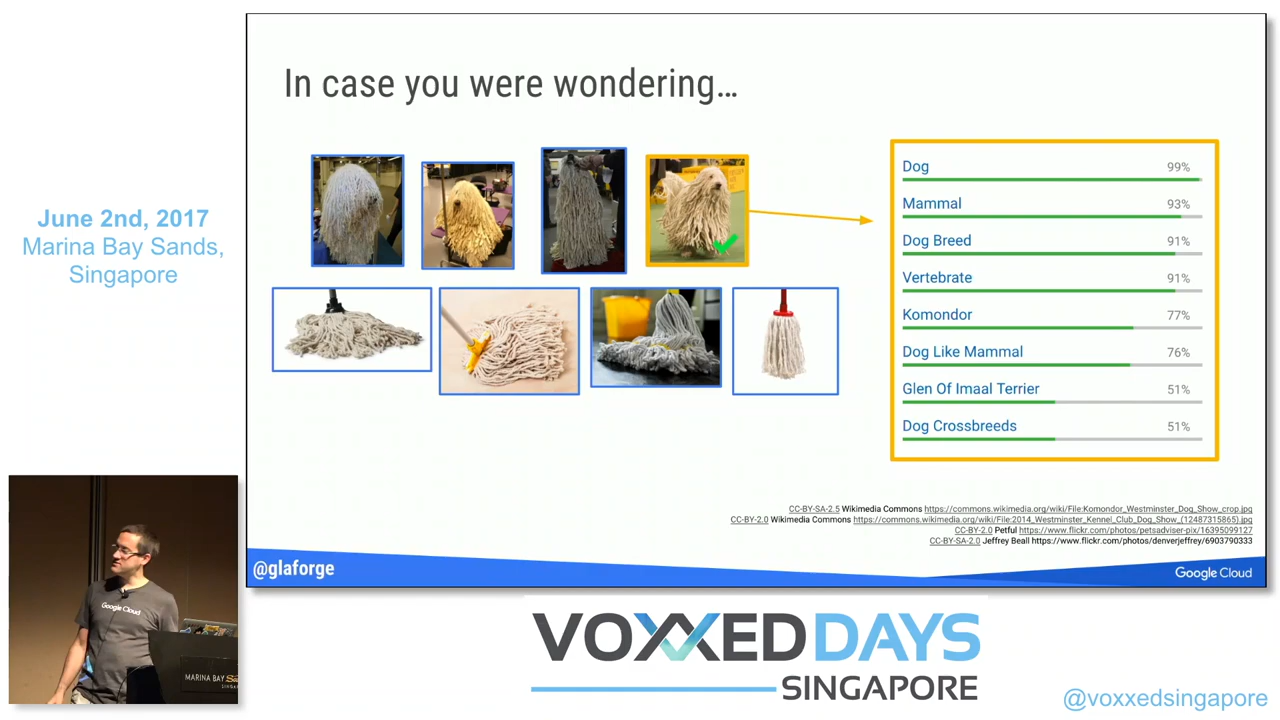 In case you were wondering...
June 2nd, 2017
Marina Bay Sands,
Singapore
Dog 99%
Mammal 93%
Dog Breed 91%
Vertebrate 91%
Komondor 77%
Dog Like Mammal 76%
Glen Of Imaal Terrier 51%
Dog Crossbreeds 51%
CC-BY-SA-2.5 Wikimedia Commons https://commons.wikimedia.org/wiki/File:Komondor_Westminster_Dog_Show_crop.jpg
CC-BY-2.0 Wikimedia Commons https://commons.wikimedia.org/wiki/File:2014_Westminster_Kennel_Club_Dog_Show_(12487315865).jpg
CC-BY-2.0 Petful https://www.flickr.com/photos/petsadviser-pix/16395099127
CC-BY-SA-2.0 Jeffrey Beall https://www.flickr.com/photos/denverjeffrey/6903790333
@glaforge
Google Cloud
Google Cloud
MARINA BAY
VOXXED DAYS
SINGAPORE
@voxxedsingapore